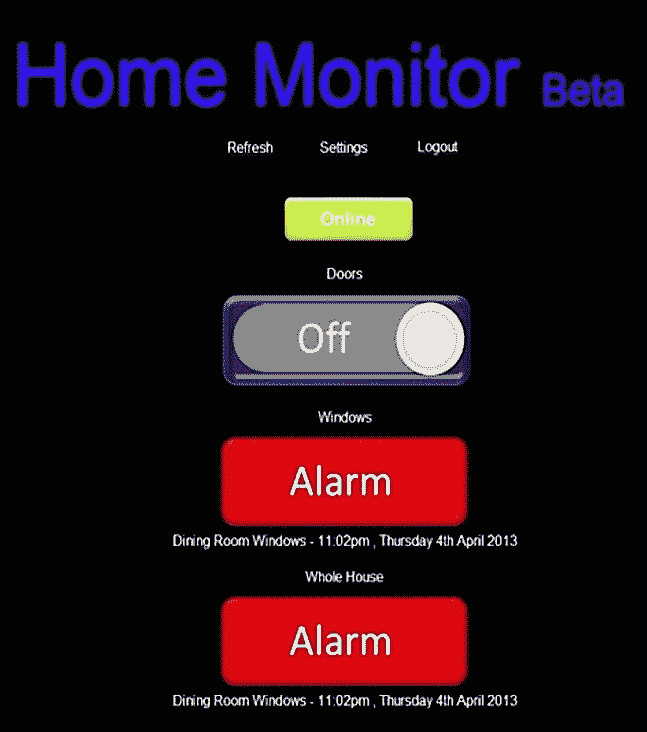 Home Monitor Beta
Refresh Settings Logout
Online
Doors
Off
Windows
Alarm
Dining Room Windows - 11:02pm , Thursday 4th April 2013
Whole House
Alarm
Dining Room Windows - 11:02pm , Thursday 4th April 2013